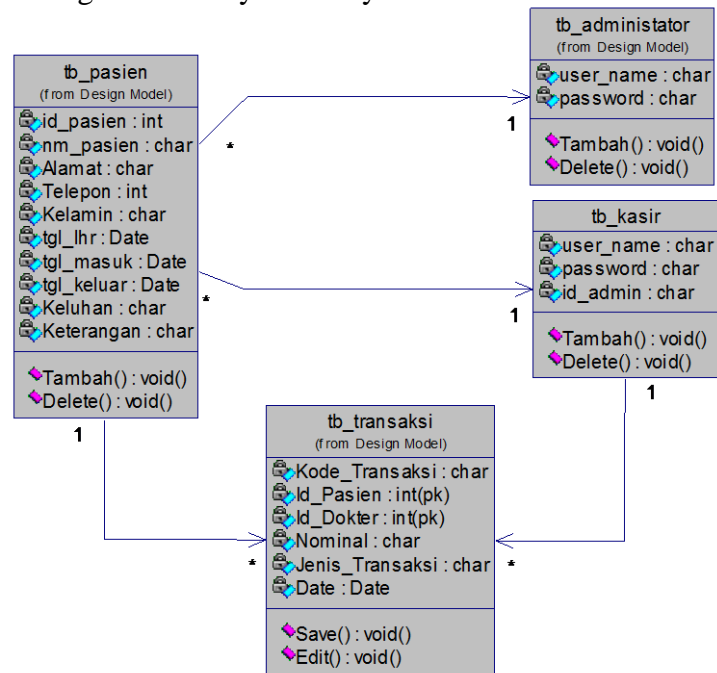 tb_administator
(from Design Model)
user_name : char
password : char
Tambah() : void()
Delete() : void()
tb_pasien
(from Design Model)
id_pasien : int
nm_pasien : char
Alamat : char
Telepon : int
Kelamin : char
tgl_lhr : Date
tgl_masuk : Date
tgl_keluar : Date
Keluhan : char
Keterangan : char
Tambah() : void()
Delete() : void()
*
1
*
1
tb_kasir
user_name : char
password : char
id_admin : char
Tambah() : void()
Delete() : void()
1
1
tb_transaksi
(from Design Model)
Kode_Transaksi : char
Id_Pasien : int(pk)
Id_Dokter : int(pk)
Nominal : char
Jenis_Transaksi : char
Date : Date
Save() : void()
Edit() : void()
*
*